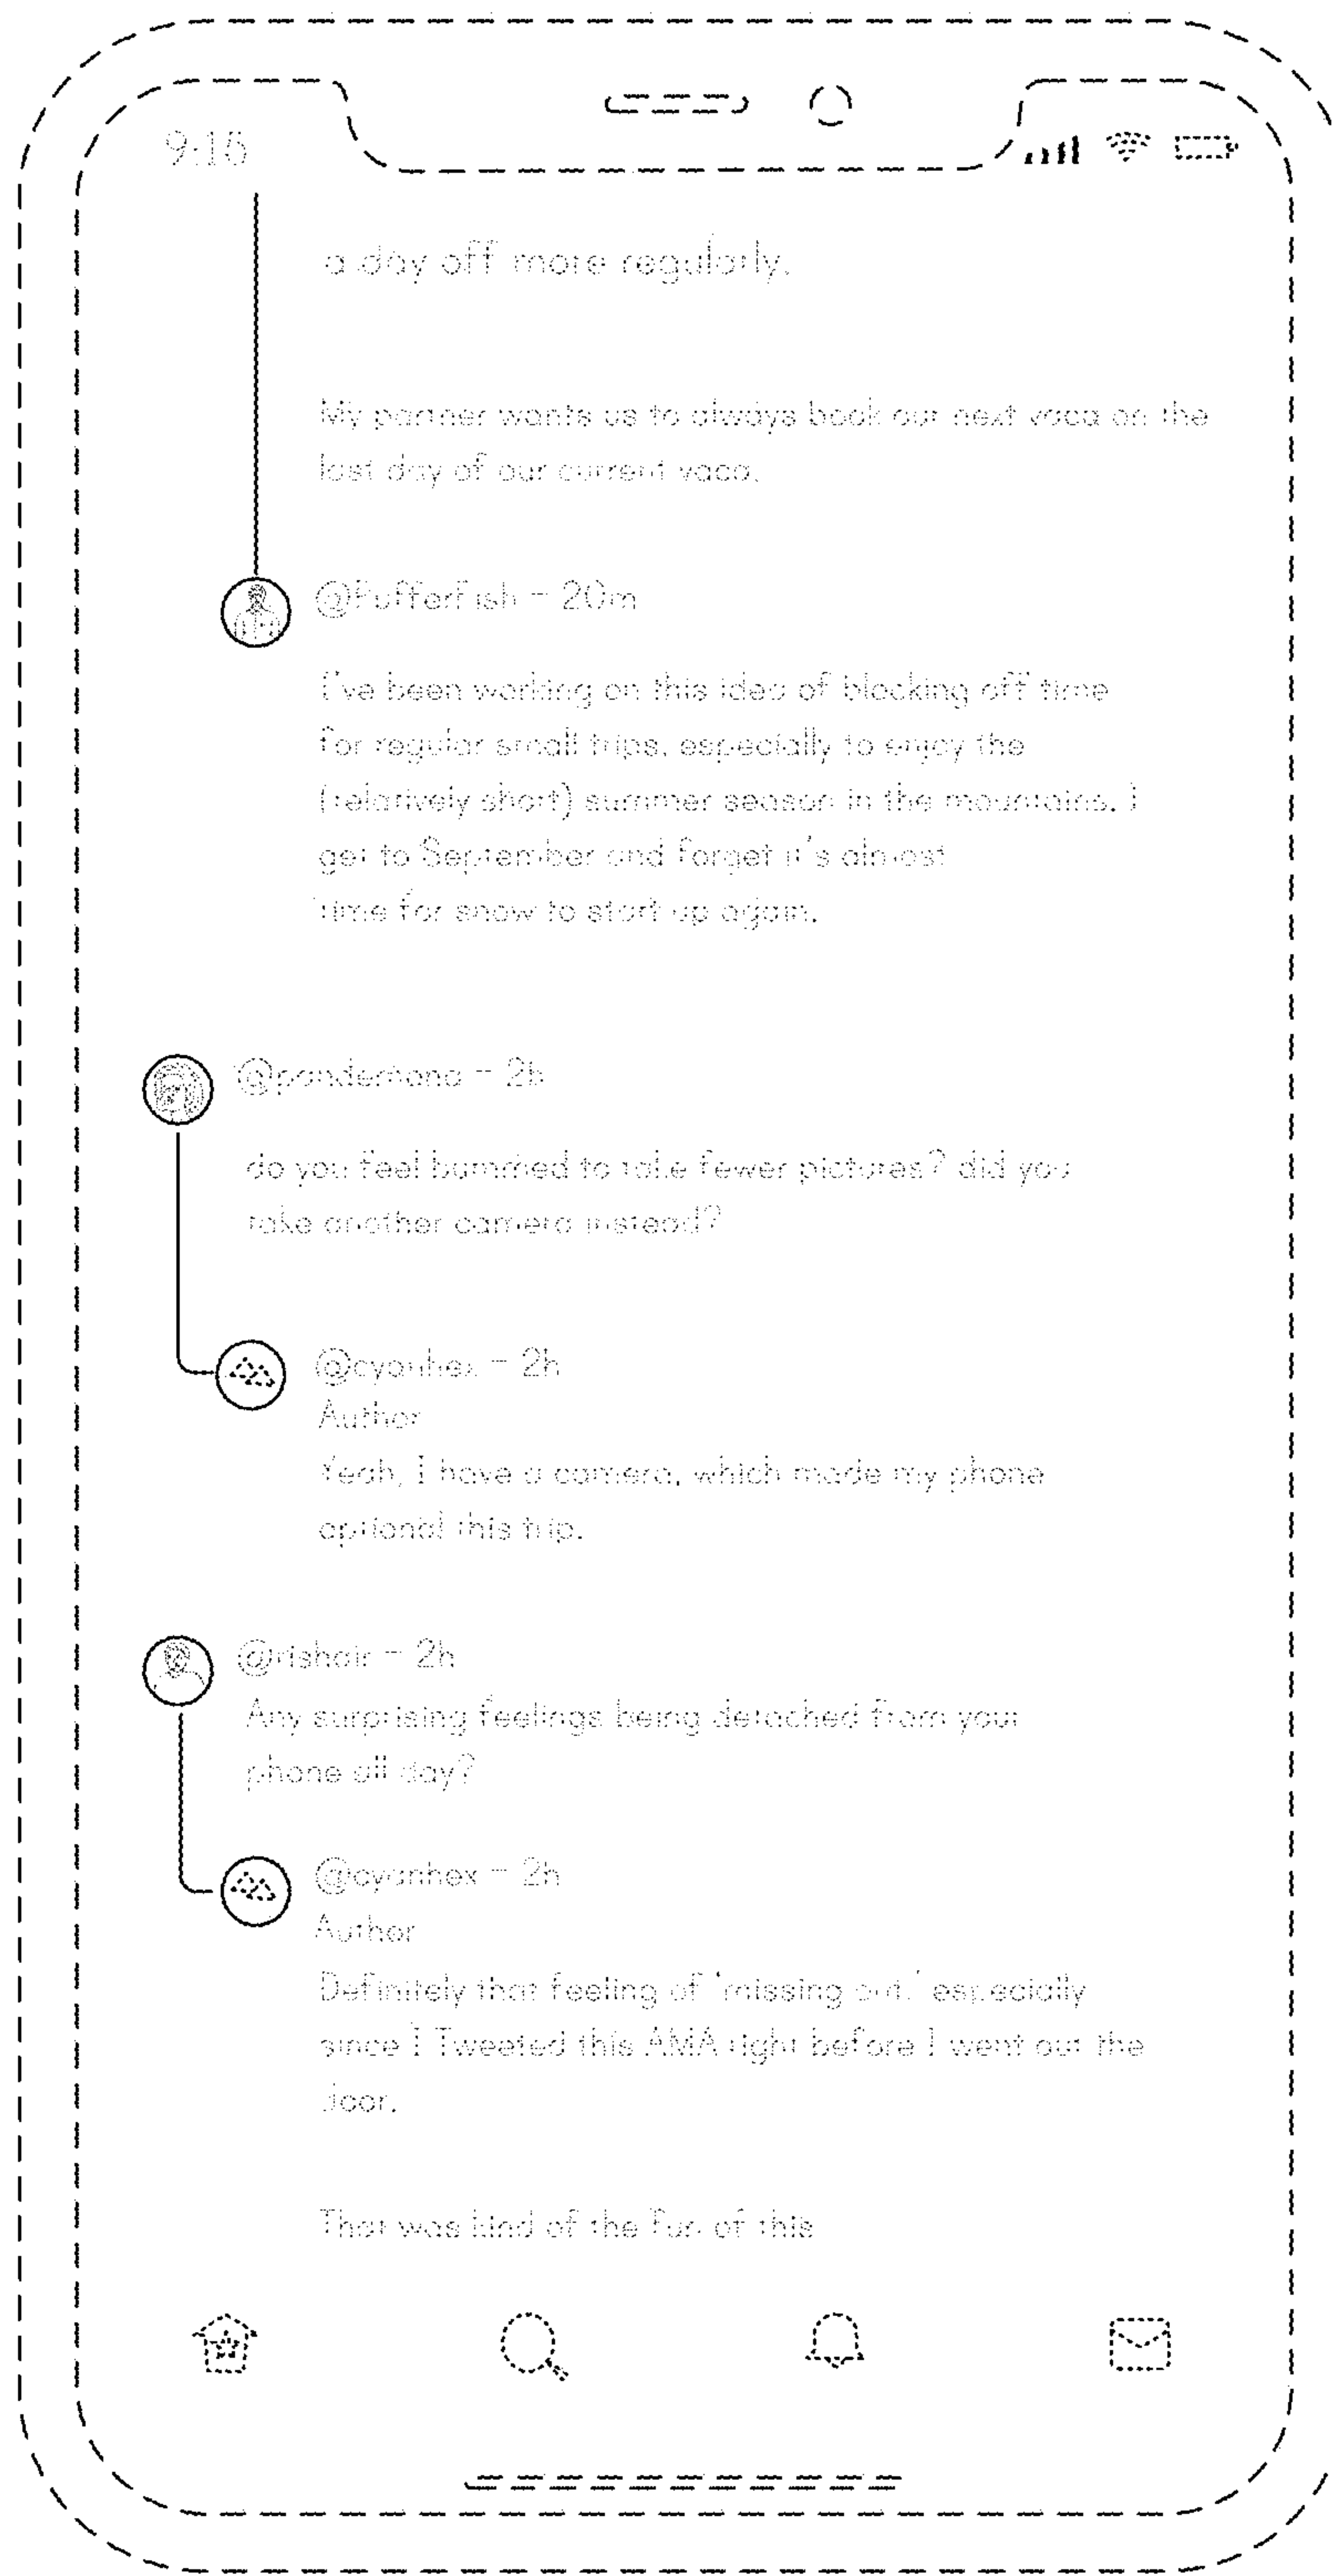 9:15
a day off more regularly.
My partner wants us to always book our next vaca on the
last day of our current vaca.
@PufferFish – 20m
I've been working on this idea of blocking off time
for regular small trips, especially to enjoy the
(relatively short) summer season in the mountains. I
get to September and forget it's almost
time for snow to start up again.
@pandemona – 2h
do you feel bummed to take fewer pictures? did you
take another camera instead?
@cyanhex – 2h
Author
Yeah, I have a camera, which made my phone
optional this trip.
@rishair – 2h
Any surprising feelings being detached from your
phone all day?
@cyanhex – 2h
Author
Definitely that feeling of 'missing out.' especially
since I Tweeted this AMA right before I went out the
door.
That was kind of the fun of this